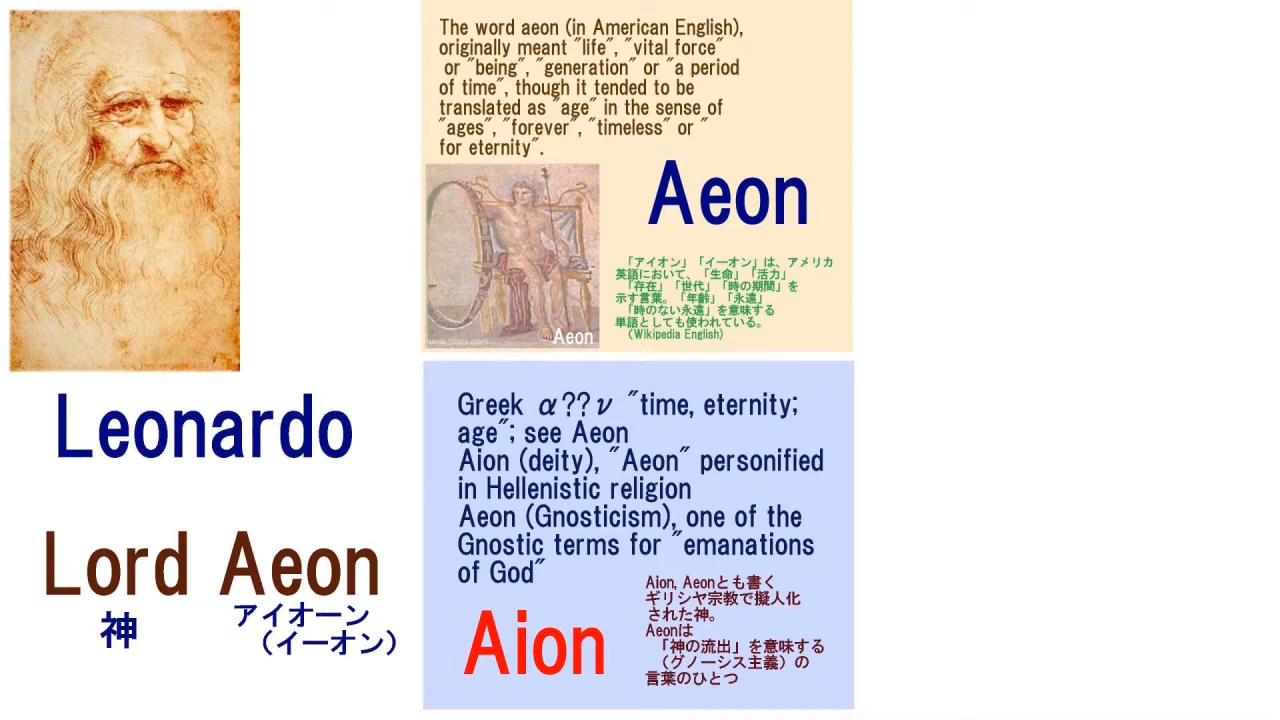 Leonardo
Lord Aeon
神
アイオーン
（イーオン）
The word aeon (in American English),
originally meant "life", "vital force"
or "being", "generation" or "a period
of time", though it tended to be
translated as "age" in the sense of
"ages", "forever", "timeless" or "
for eternity".
Aeon
Aeon
「アイオン」「イーオン」は、アメリカ
英語において、「生命」「活力」
「存在」「世代」「時の期間」を
示す言葉。「年齢」「永遠」
「時のない永遠」を意味する
単語としても使われている。
（Wikipedia English)
Greek α??ν "time, eternity;
age"; see Aeon
Aion (deity), "Aeon" personified
in Hellenistic religion
Aeon (Gnosticism), one of the
Gnostic terms for "emanations
of God"
Aion
Aion, Aeonとも書く
ギリシヤ宗教で擬人化
された神。
Aeonは
「神の流出」を意味する
（グノーシス主義）の
言葉のひとつ